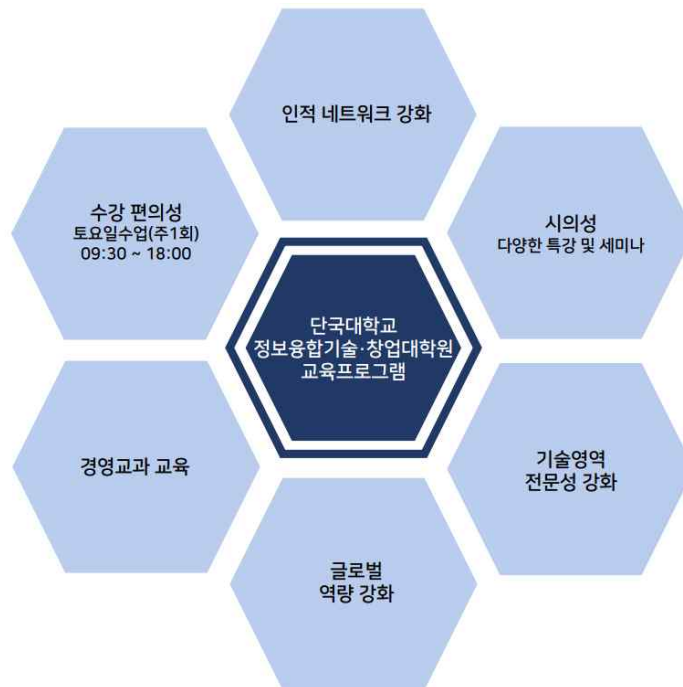 인적 네트워크 강화
수강 편의성
토요일수업(주1회)
09:30 ~ 18:00
시의성
다양한 특강 및 세미나
단국대학교
정보융합기술·창업대학원
교육프로그램
경영교과 교육
기술영역
전문성 강화
글로벌
역량 강화